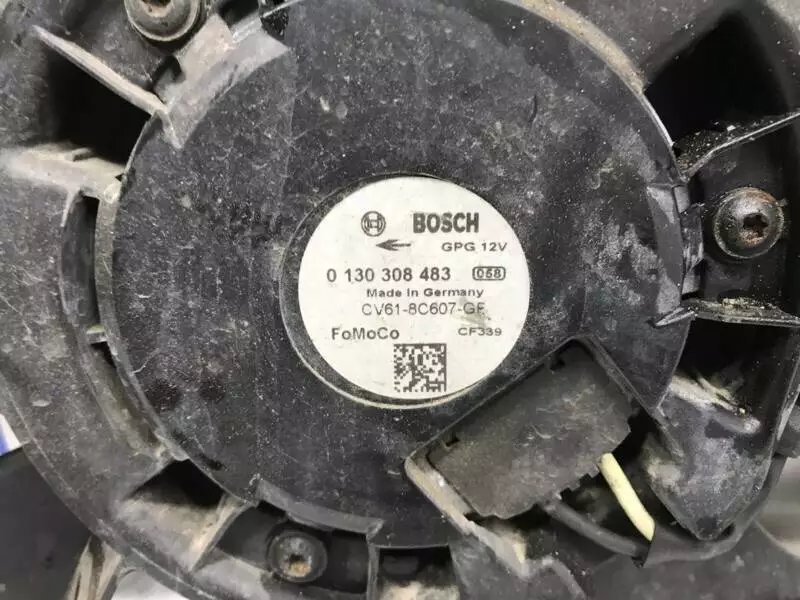 BOSCH
GPG 12V
0 130 308 483 058
Made in Germany
CV61-8C607-GF
FoMoCo CF339